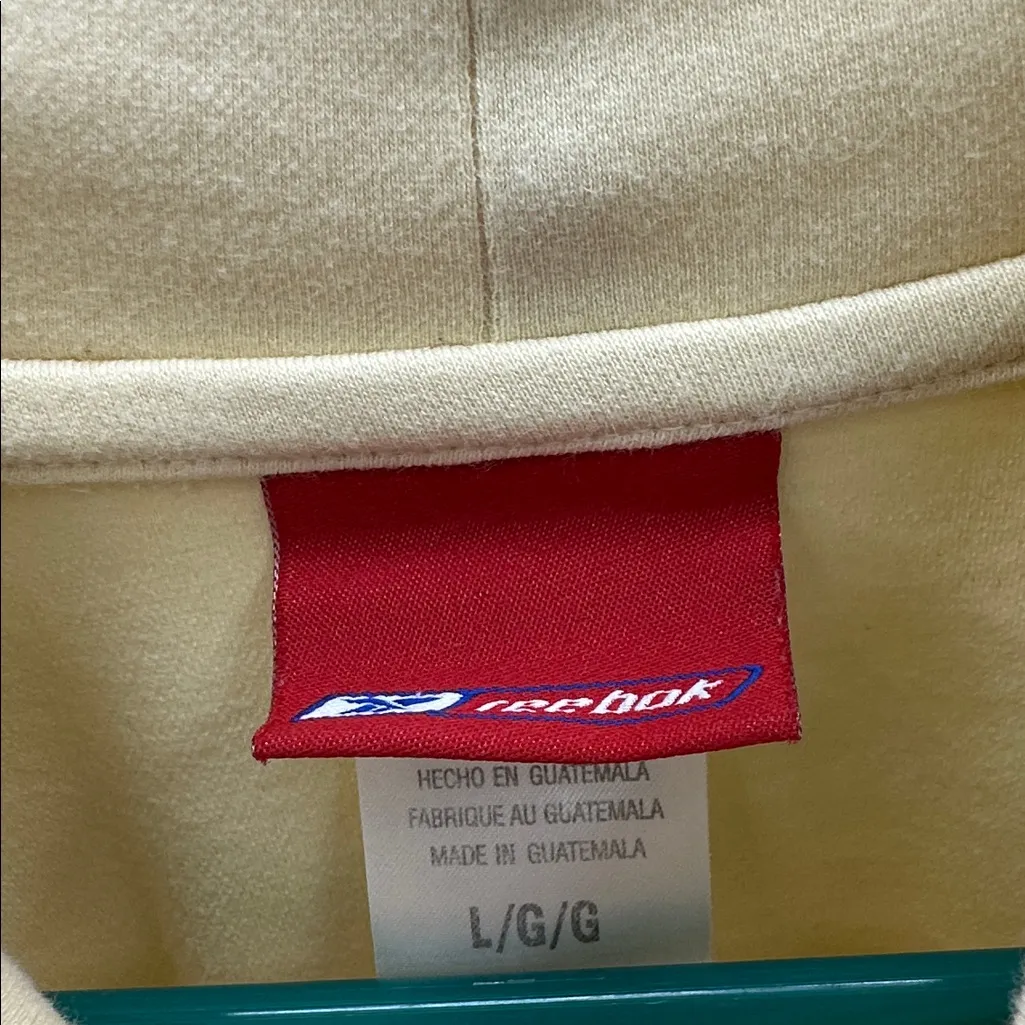 reebok
HECHO EN GUATEMALA
FABRIQUE AU GUATEMALA
MADE IN GUATEMALA
L/G/G